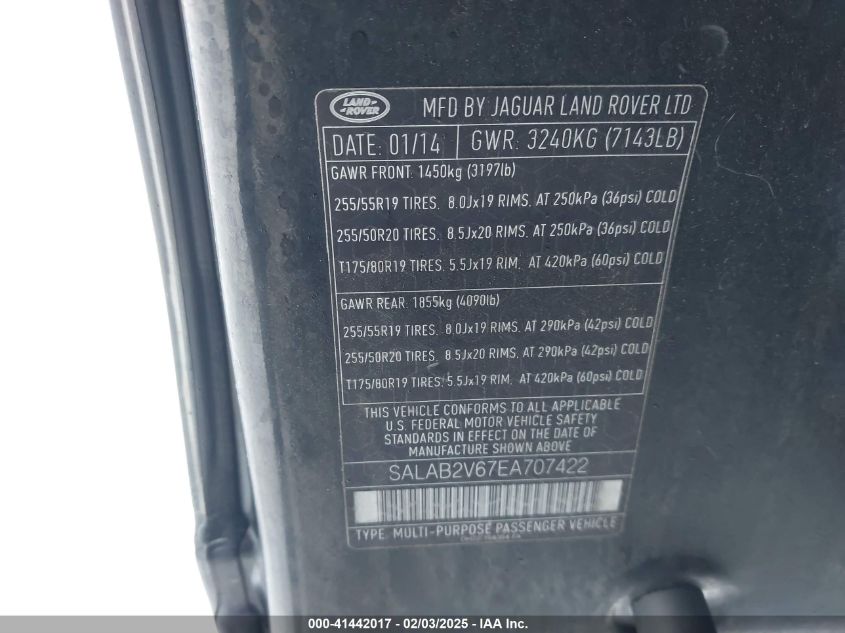 LAND-
-ROVER
MFD BY JAGUAR LAND ROVER LTD
DATE: 01/14 GWR: 3240KG (7143LB)
GAWR FRONT: 1450kg (3197lb)
255/55R19 TIRES. 8.0Jx19 RIMS. AT 250kPa (36psi) COLD
255/50R20 TIRES. 8.5Jx20 RIMS. AT 250kPa (36psi) COLD
T175/80R19 TIRES. 5.5Jx19 RIM. AT 420kPa (60psi) COLD
GAWR REAR: 1855kg (4090lb)
255/55R19 TIRES. 8.0Jx19 RIMS. AT 290kPa (42psi) COLD
255/50R20 TIRES. 8.5Jx20 RIMS. AT 290kPa (42psi) COLD
T175/80R19 TIRES. 5.5Jx19 RIM. AT 420kPa (60psi) COLD
THIS VEHICLE CONFORMS TO ALL APPLICABLE
U.S. FEDERAL MOTOR VEHICLE SAFETY
STANDARDS IN EFFECT ON THE DATE OF
MANUFACTURE SHOWN ABOVE.
SALAB2V67EA707422
TYPE: MULTI-PURPOSE PASSENGER VEHICLE
000-41442017 - 02/03/2025 - IAAI.com